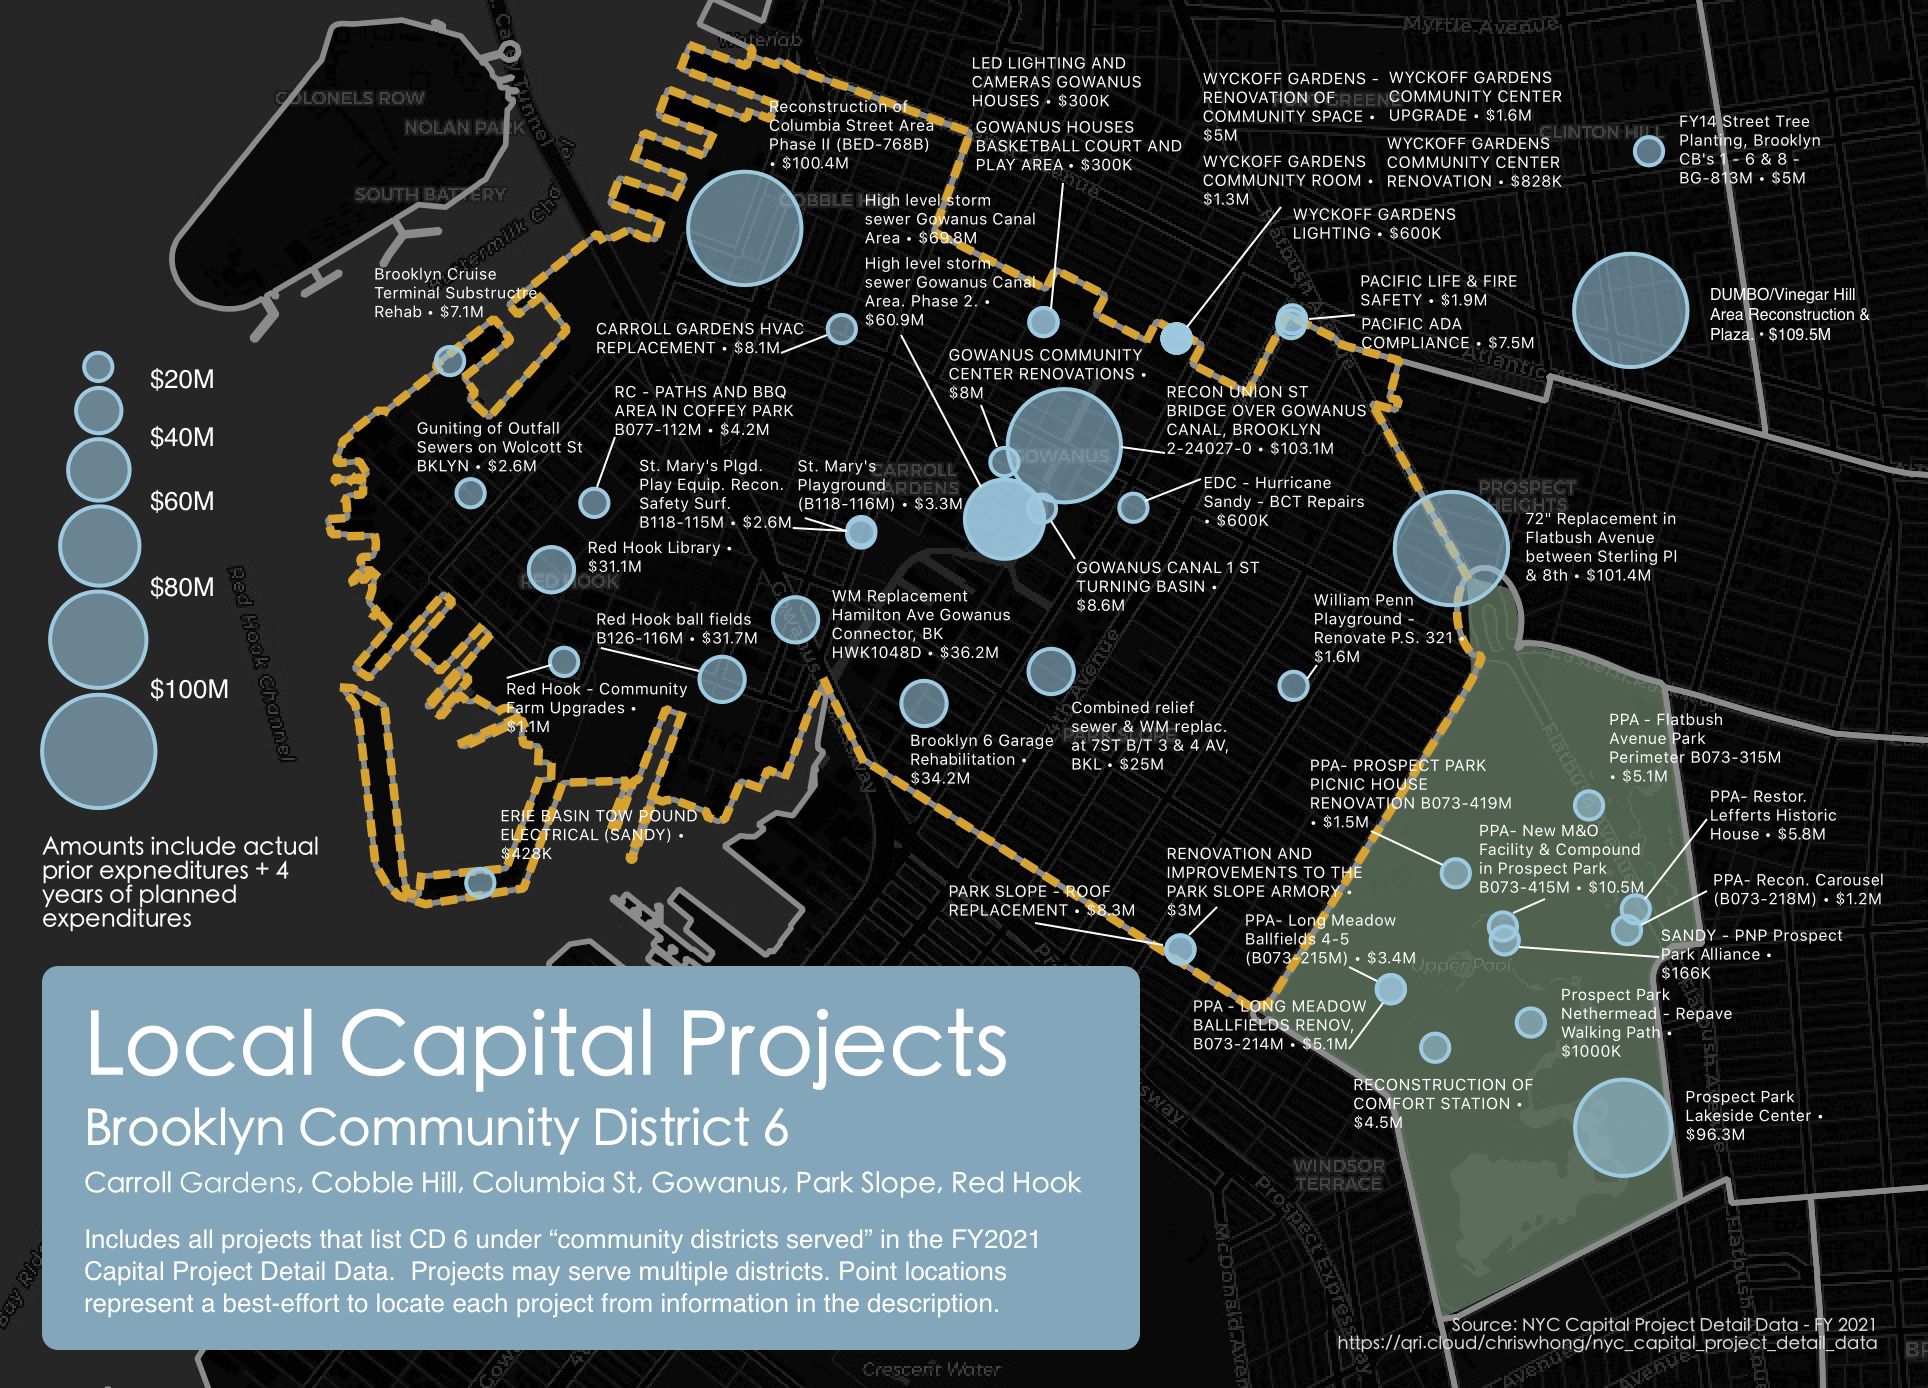 Waterfab
Myrtle Avenue
COLONELS ROW
NOLAN PARK
SOUTH BATTERY
Buttermilk Channel
COBBLE HILL
CLINTON HILL
Atlantic
CARROLL
GARDENS
GOWANUS
PROSPECT
HEIGHTS
RED HOOK
Red Hook Channel
Upper Pool
WINDSOR
TERRACE
Prospect Expressway
McDonald Avenue
Flatbush Avenue
Crescent Water
Reconstruction of
Columbia Street Area
Phase II (BED-768B)
• $100.4M
LED LIGHTING AND
CAMERAS GOWANUS
HOUSES • $300K
GOWANUS HOUSES
BASKETBALL COURT AND
PLAY AREA • $300K
WYCKOFF GARDENS -
RENOVATION OF
COMMUNITY SPACE •
$5M
WYCKOFF GARDENS
COMMUNITY CENTER
UPGRADE • $1.6M
WYCKOFF GARDENS
COMMUNITY ROOM •
$1.3M
WYCKOFF GARDENS
COMMUNITY CENTER
RENOVATION • $828K
WYCKOFF GARDENS
LIGHTING • $600K
FY14 Street Tree
Planting, Brooklyn
CB's 1 - 6 & 8 -
BG-813M • $5M
High level storm
sewer Gowanus Canal
Area • $69.8M
High level storm
sewer Gowanus Canal
Area. Phase 2. •
$60.9M
Brooklyn Cruise
Terminal Substructre
Rehab • $7.1M
PACIFIC LIFE & FIRE
SAFETY • $1.9M
PACIFIC ADA
COMPLIANCE • $7.5M
DUMBO/Vinegar Hill
Area Reconstruction &
Plaza. • $109.5M
CARROLL GARDENS HVAC
REPLACEMENT • $8.1M
GOWANUS COMMUNITY
CENTER RENOVATIONS •
$8M
RC - PATHS AND BBQ
AREA IN COFFEY PARK
B077-112M • $4.2M
RECON UNION ST
BRIDGE OVER GOWANUS
CANAL, BROOKLYN
2-24027-0 • $103.1M
Guniting of Outfall
Sewers on Wolcott St
BKLYN • $2.6M
St. Mary's Plgd.
Play Equip. Recon.
Safety Surf.
B118-115M • $2.6M
St. Mary's
Playground
(B118-116M) • $3.3M
EDC - Hurricane
Sandy - BCT Repairs
• $600K
72" Replacement in
Flatbush Avenue
between Sterling Pl
& 8th • $101.4M
Red Hook Library •
$31.1M
GOWANUS CANAL 1 ST
TURNING BASIN •
$8.6M
WM Replacement
Hamilton Ave Gowanus
Connector, BK
HWK1048D • $36.2M
William Penn
Playground -
Renovate P.S. 321 •
$1.6M
Red Hook ball fields
B126-116M • $31.7M
Red Hook - Community
Farm Upgrades •
$1.1M
Brooklyn 6 Garage
Rehabilitation •
$34.2M
Combined relief
sewer & WM replac.
at 7ST B/T 3 & 4 AV,
BKL • $25M
PPA - Flatbush
Avenue Park
Perimeter B073-315M
• $5.1M
PPA- PROSPECT PARK
PICNIC HOUSE
RENOVATION B073-419M
• $1.5M
PPA- Restor.
Lefferts Historic
House • $5.8M
PPA- New M&O
Facility & Compound
in Prospect Park
B073-415M • $10.5M
ERIE BASIN TOW POUND
ELECTRICAL (SANDY) •
$428K
RENOVATION AND
IMPROVEMENTS TO THE
PARK SLOPE ARMORY •
$3M
PARK SLOPE - ROOF
REPLACEMENT • $8.3M
PPA- Recon. Carousel
(B073-218M) • $1.2M
PPA- Long Meadow
Ballfields 4-5
(B073-215M) • $3.4M
SANDY - PNP Prospect
Park Alliance •
$166K
PPA - LONG MEADOW
BALLFIELDS RENOV,
B073-214M • $5.1M
Prospect Park
Nethermead - Repave
Walking Path •
$1000K
RECONSTRUCTION OF
COMFORT STATION •
$4.5M
Prospect Park
Lakeside Center •
$96.3M
$20M
$40M
$60M
$80M
$100M
Amounts include actual
prior expneditures + 4
years of planned
expenditures
Local Capital Projects
Brooklyn Community District 6
Carroll Gardens, Cobble Hill, Columbia St, Gowanus, Park Slope, Red Hook
Includes all projects that list CD 6 under “community districts served” in the FY2021
Capital Project Detail Data. Projects may serve multiple districts. Point locations
represent a best-effort to locate each project from information in the description.
Source: NYC Capital Project Detail Data - FY 2021
https://qri.cloud/chriswhong/nyc_capital_project_detail_data